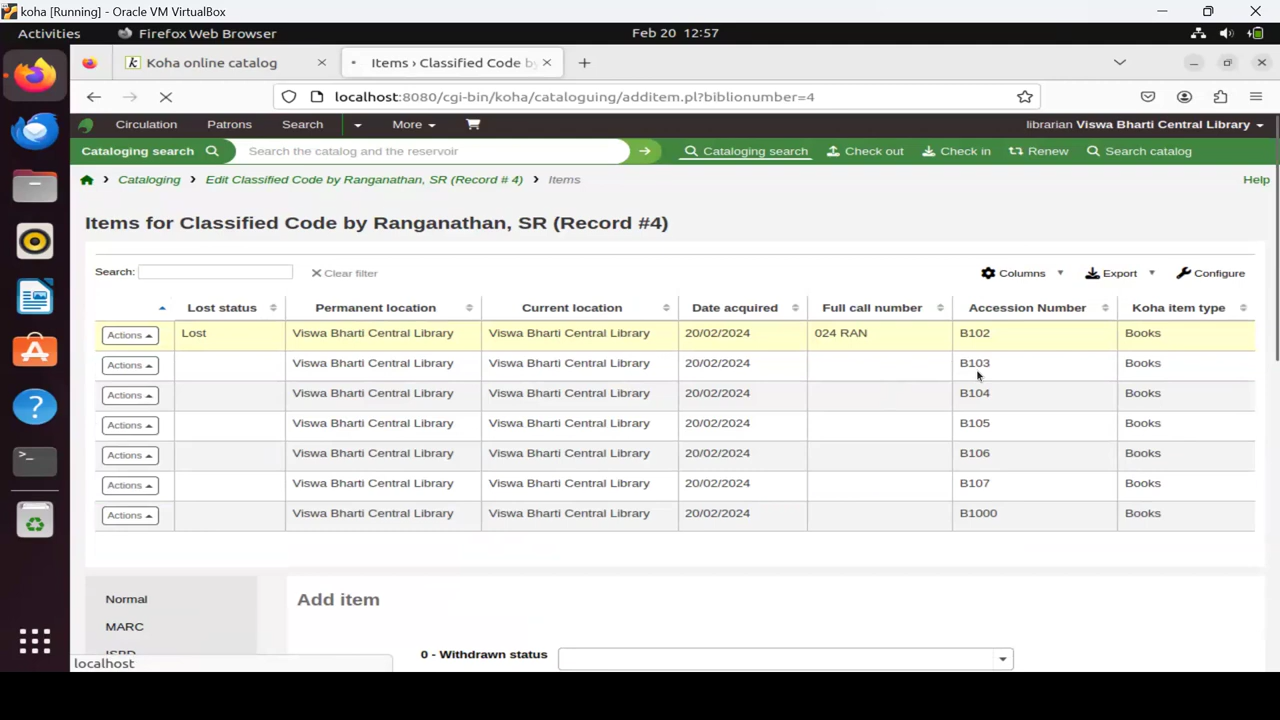 koha [Running] - Oracle VM VirtualBox
Activities Firefox Web Browser Feb 20 12:57
Koha online catalog Items › Classified Code by
localhost:8080/cgi-bin/koha/cataloguing/additem.pl?biblionumber=4
Circulation Patrons Search More librarian Viswa Bharti Central Library
Cataloging search Search the catalog and the reservoir Cataloging search Check out Check in Renew Search catalog
Cataloging Edit Classified Code by Ranganathan, SR (Record # 4) Items Help
Items for Classified Code by Ranganathan, SR (Record #4)
Search: Clear filter Columns Export Configure
Lost status Permanent location Current location Date acquired Full call number Accession Number Koha item type
Actions Lost Viswa Bharti Central Library Viswa Bharti Central Library 20/02/2024 024 RAN B102 Books
Actions Viswa Bharti Central Library Viswa Bharti Central Library 20/02/2024 B103 Books
Actions Viswa Bharti Central Library Viswa Bharti Central Library 20/02/2024 B104 Books
Actions Viswa Bharti Central Library Viswa Bharti Central Library 20/02/2024 B105 Books
Actions Viswa Bharti Central Library Viswa Bharti Central Library 20/02/2024 B106 Books
Actions Viswa Bharti Central Library Viswa Bharti Central Library 20/02/2024 B107 Books
Actions Viswa Bharti Central Library Viswa Bharti Central Library 20/02/2024 B1000 Books
Normal Add item
MARC
ISBD
0 - Withdrawn status
localhost